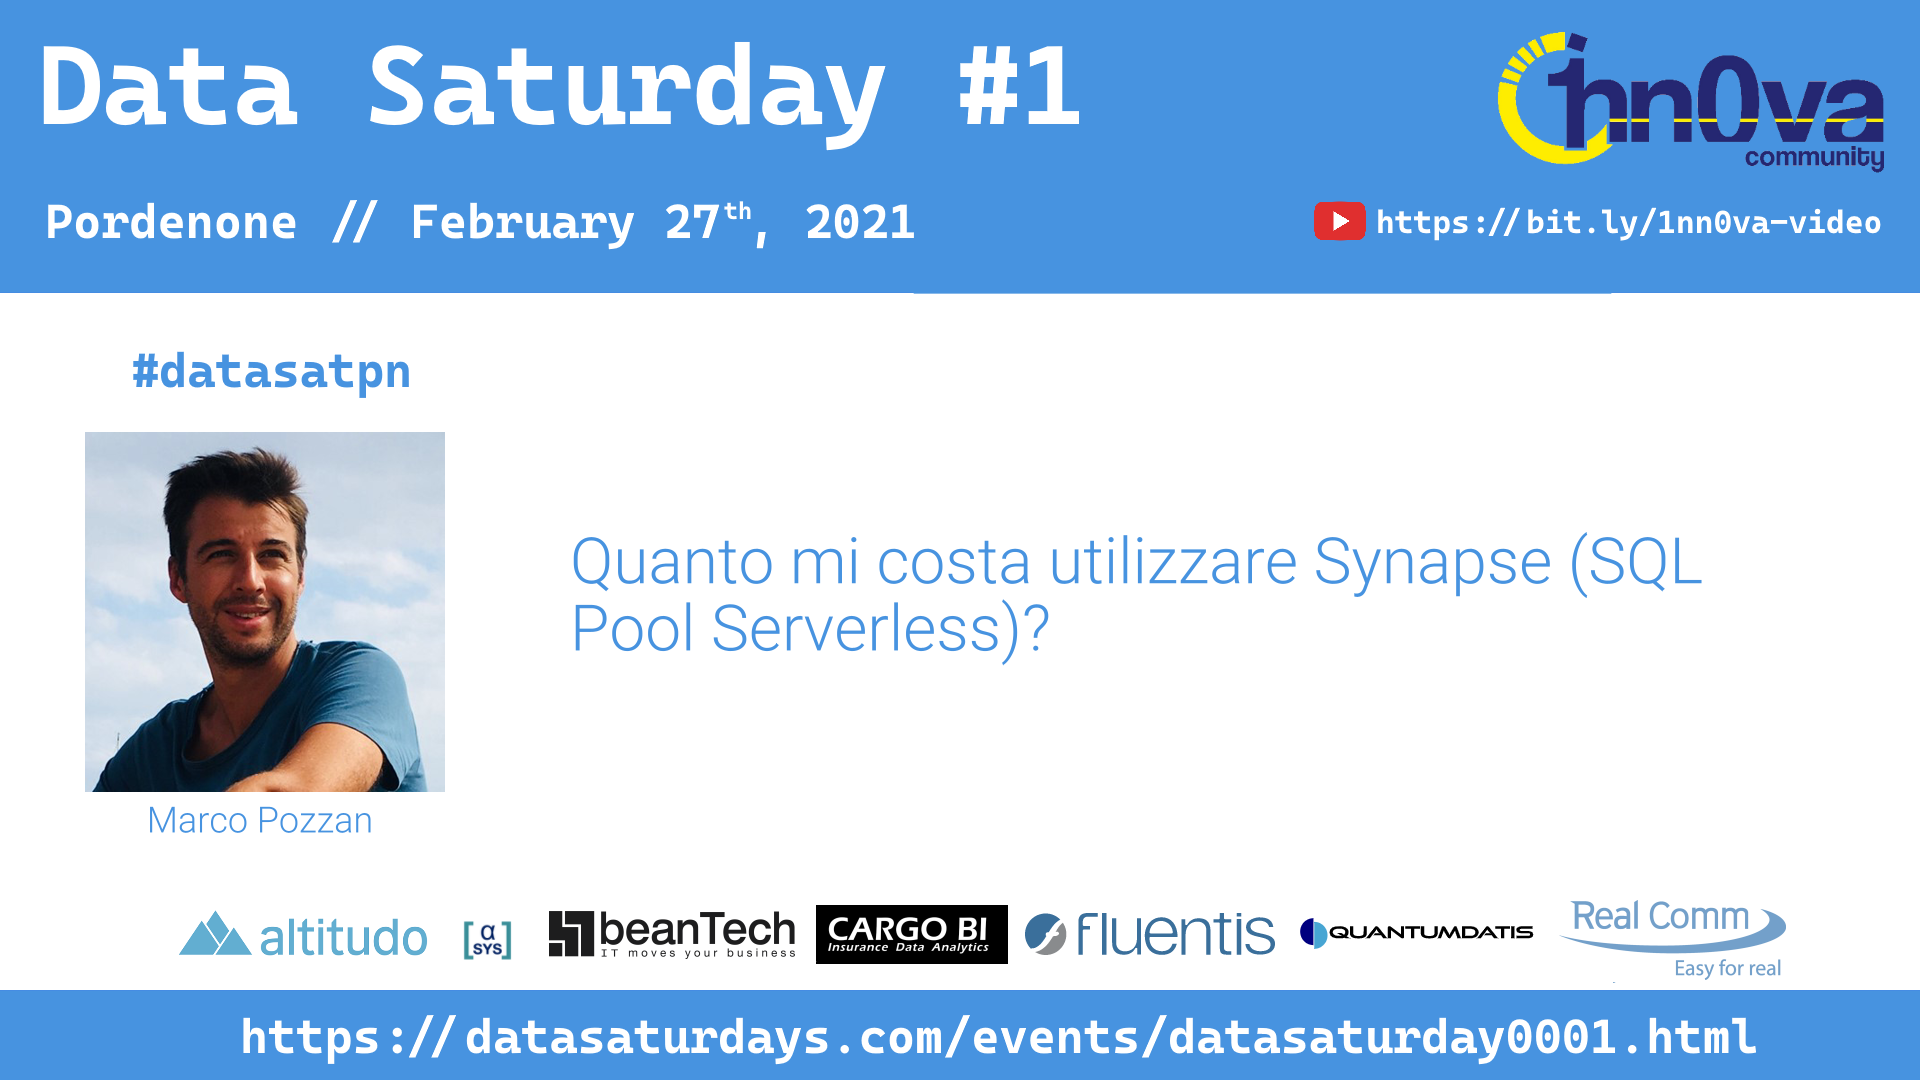 Data Saturday #1
1nn0va
community
Pordenone // February 27th, 2021
https://bit.ly/1nn0va-video
#datasatpn
Quanto mi costa utilizzare Synapse (SQL
Pool Serverless)?
Marco Pozzan
altitudo
[α
SYS]
beanTech
IT moves your business
CARGO BI
Insurance Data Analytics
fluentis
QUANTUMDATIS
Real Comm
Easy for real
https://datasaturdays.com/events/datasaturday0001.html